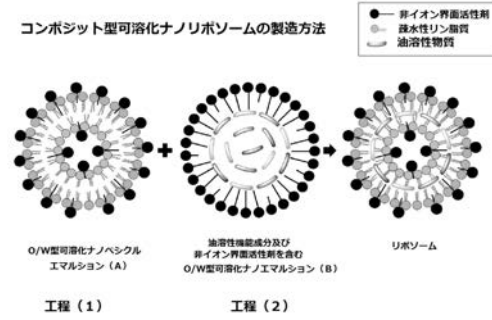 コンポジット型可溶化ナノリポソームの製造方法
非イオン界面活性剤
疎水性リン脂質
油溶性物質
O/W型可溶化ナノベシクル
エマルション（A）
油溶性機能成分及び
非イオン界面活性剤を含む
O/W型可溶化ナノエマルション（B）
リポソーム
工程（1）
工程（2）